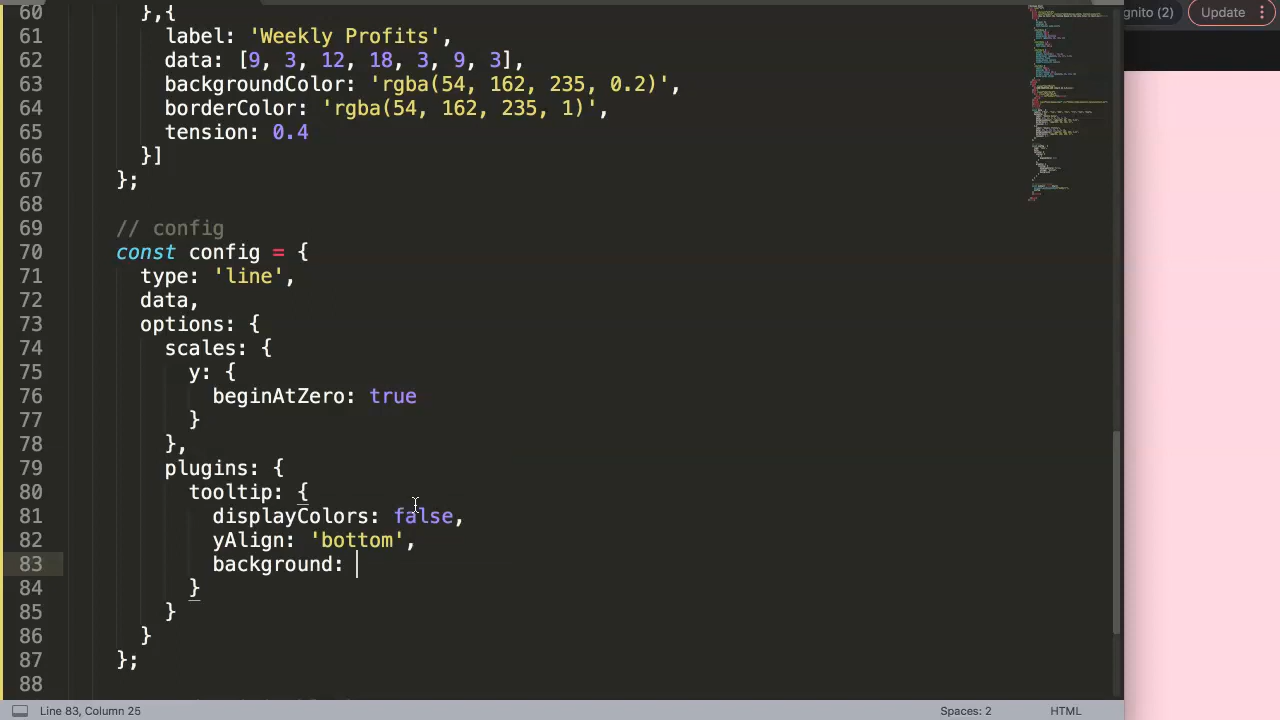 60 },{
61 label: 'Weekly Profits',
62 data: [9, 3, 12, 18, 3, 9, 3],
63 backgroundColor: 'rgba(54, 162, 235, 0.2)',
64 borderColor: 'rgba(54, 162, 235, 1)',
65 tension: 0.4
66 }]
67 };
68
69 // config
70 const config = {
71 type: 'line',
72 data,
73 options: {
74 scales: {
75 y: {
76 beginAtZero: true
77 }
78 },
79 plugins: {
80 tooltip: {
81 displayColors: false,
82 yAlign: 'bottom',
83 background:
84 }
85 }
86 }
87 };
88
gnito (2) Update
Line 83, Column 25 Spaces: 2 HTML